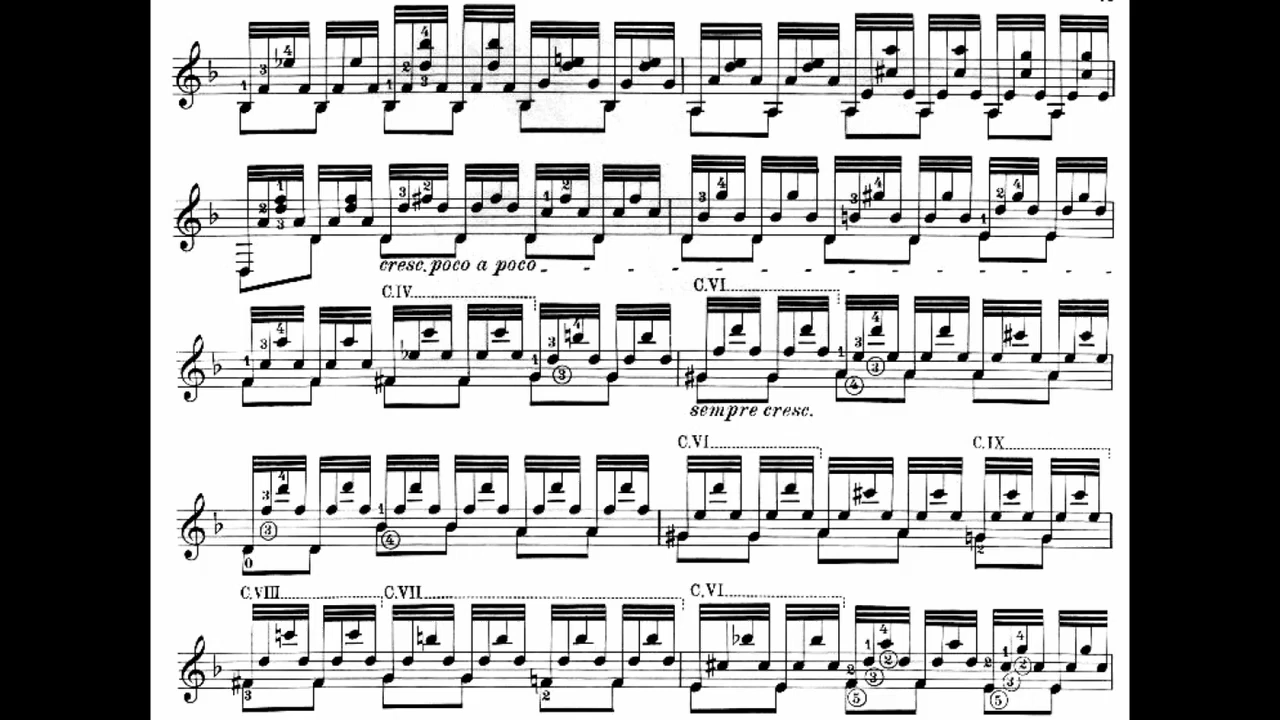 cresc. poco a poco
C.IV
C.VI
sempre cresc.
C.VI
C.IX
C.VIII
C.VII
C.VI